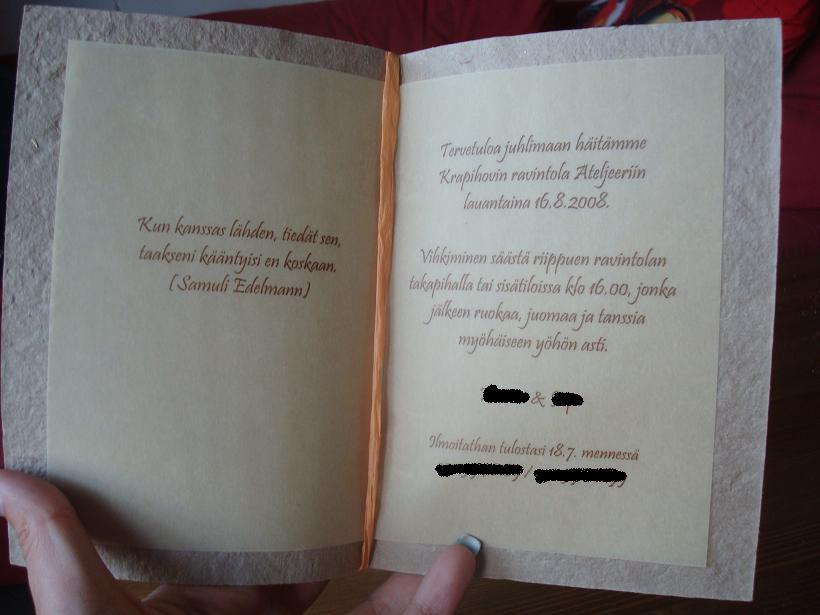 Kun kanssas lähden, tiedät sen,
taakseni kääntyisi en koskaan.
(Samuli Edelmann)
Tervetuloa juhlimaan häitämme
Krapihovin ravintola Ateljeeriin
lauantaina 16.8.2008.
Vihkiminen säästä riippuen ravintolan
takapihalla tai sisätiloissa klo 16.00, jonka
jälkeen ruokaa, juomaa ja tanssia
myöhäiseen yöhön asti.
&
Ilmoitathan tulostasi 18.7. mennessä
/